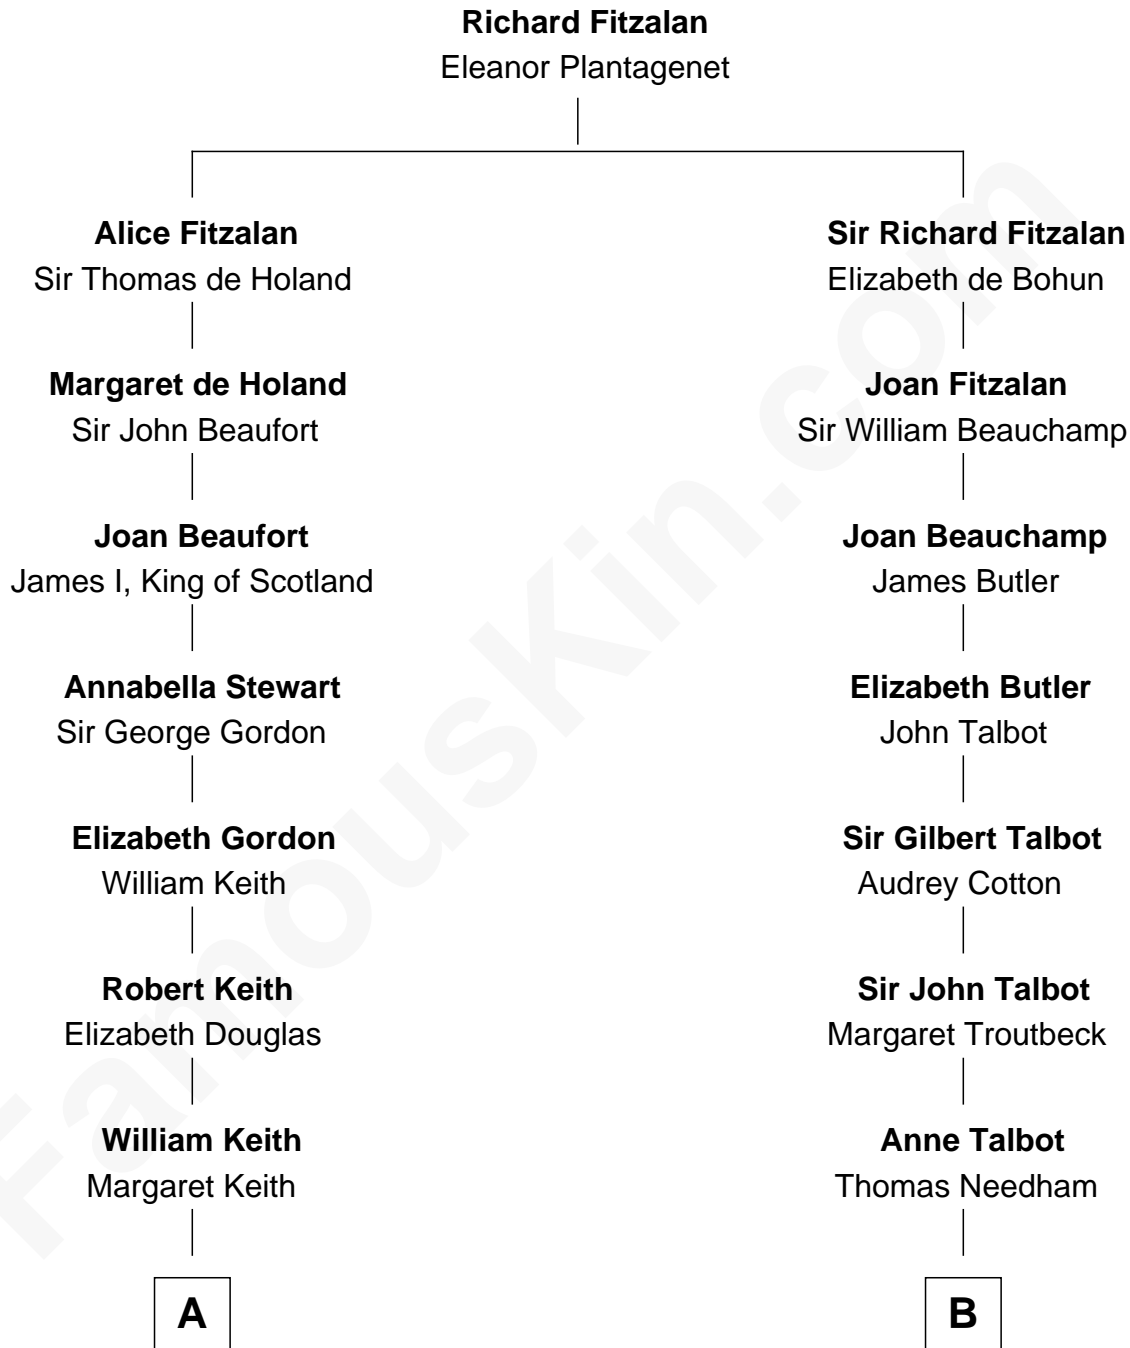 Richard Fitzalan
Eleanor Plantagenet
Alice Fitzalan
Sir Thomas de Holand
Sir Richard Fitzalan
Elizabeth de Bohun
Margaret de Holand
Sir John Beaufort
Joan Fitzalan
Sir William Beauchamp
Joan Beaufort
James I, King of Scotland
Joan Beauchamp
James Butler
Annabella Stewart
Sir George Gordon
Elizabeth Butler
John Talbot
Elizabeth Gordon
William Keith
Sir Gilbert Talbot
Audrey Cotton
Robert Keith
Elizabeth Douglas
Sir John Talbot
Margaret Troutbeck
William Keith
Margaret Keith
Anne Talbot
Thomas Needham
A
B
FamousKin.com